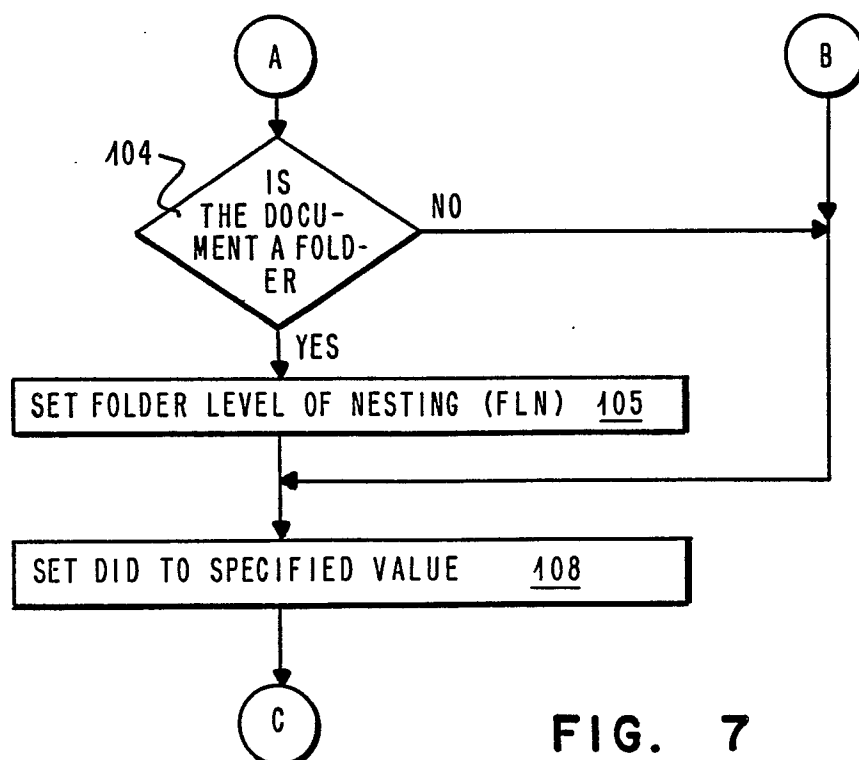 A
B
104
IS
THE DOCU-
MENT A FOLD-
ER
NO
YES
SET FOLDER LEVEL OF NESTING (FLN) 105
SET DID TO SPECIFIED VALUE 108
C
FIG. 7